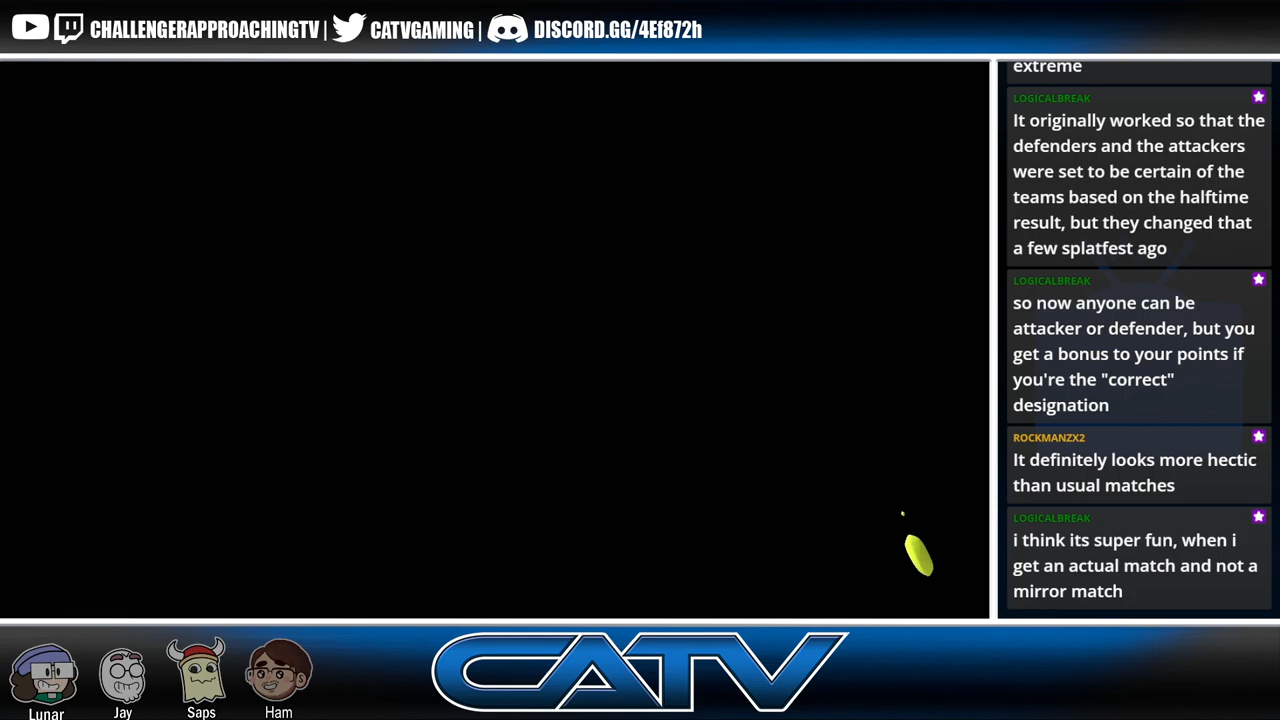 CHALLENGERAPPROACHINGTV | CATVGAMING | DISCORD.GG/4Ef872h
extreme
LOGICALBREAK
It originally worked so that the
defenders and the attackers
were set to be certain of the
teams based on the halftime
result, but they changed that
a few splatfest ago
LOGICALBREAK
so now anyone can be
attacker or defender, but you
get a bonus to your points if
you're the "correct"
designation
ROCKMANZX2
It definitely looks more hectic
than usual matches
LOGICALBREAK
i think its super fun, when i
get an actual match and not a
mirror match
CATV
Lunar
Jay
Saps
Ham